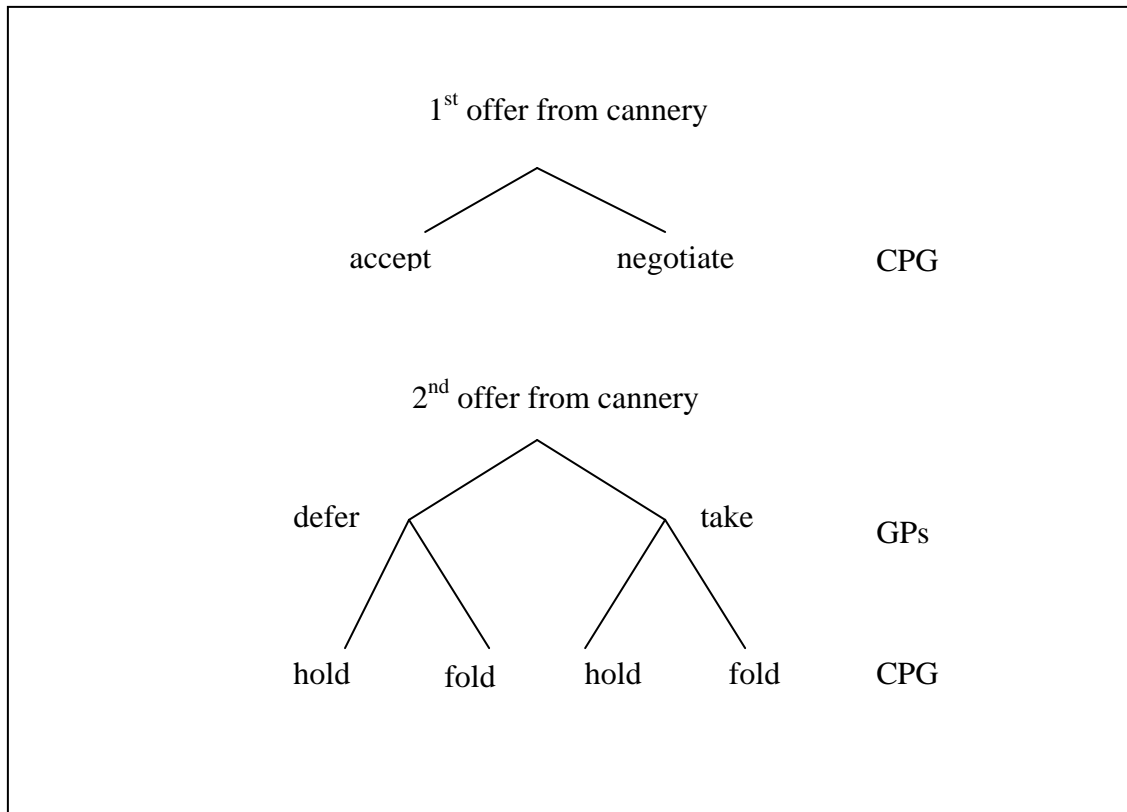 1st offer from cannery
accept negotiate CPG
2nd offer from cannery
defer take GPs
hold fold hold fold CPG